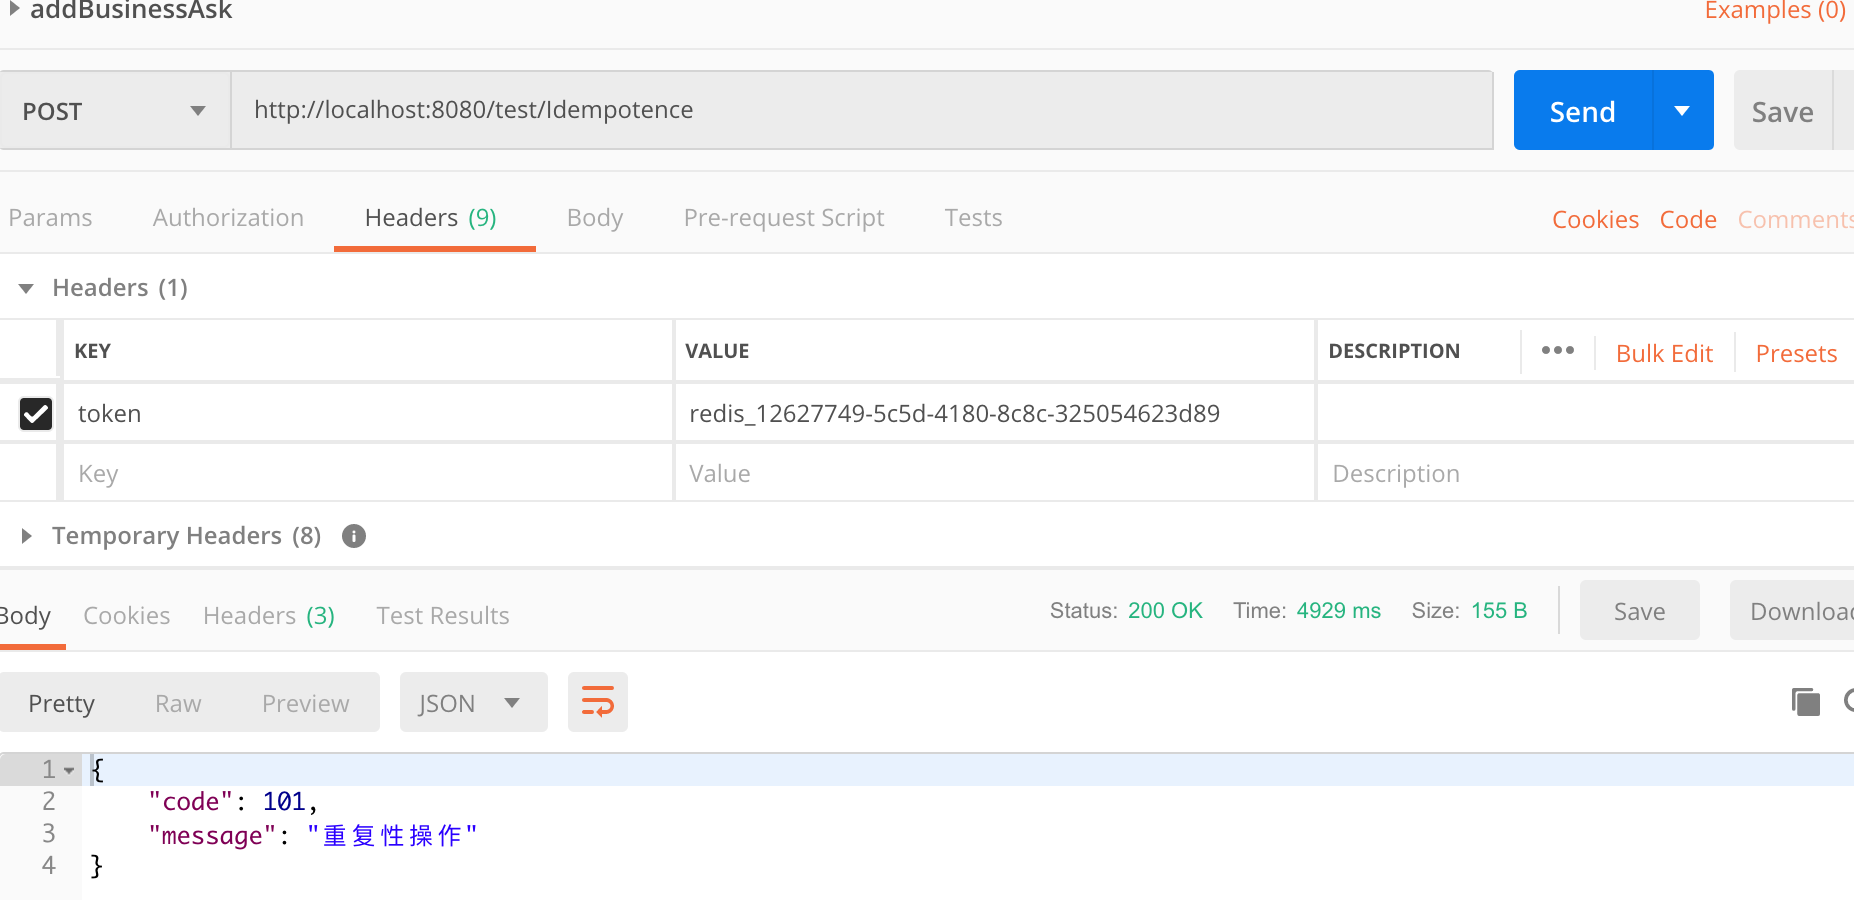 addBusinessAsk
Examples (0)
POST
http://localhost:8080/test/Idempotence
Send
Save
Params
Authorization
Headers (9)
Body
Pre-request Script
Tests
Cookies
Code
Comments
Headers (1)
KEY
VALUE
DESCRIPTION
Bulk Edit
Presets
token
redis_12627749-5c5d-4180-8c8c-325054623d89
Key
Value
Description
Temporary Headers (8)
Body
Cookies
Headers (3)
Test Results
Status: 200 OK
Time: 4929 ms
Size: 155 B
Save
Downloa
Pretty
Raw
Preview
JSON
1 {
2 "code": 101,
3 "message": "重复性操作"
4 }